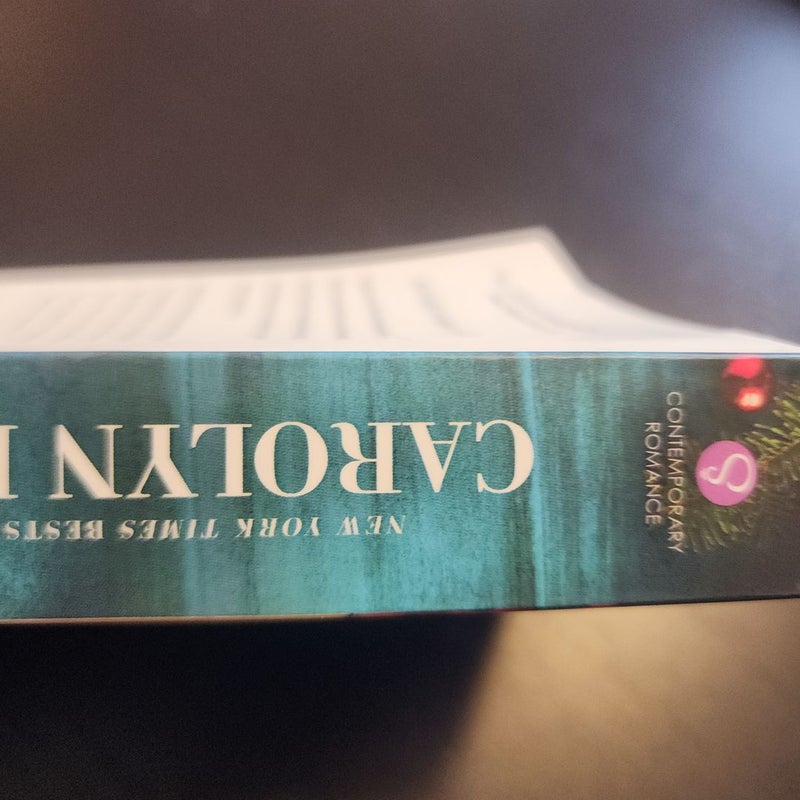 CONTEMPORARY
ROMANCE
NEW YORK TIMES BESTS
CAROLYN